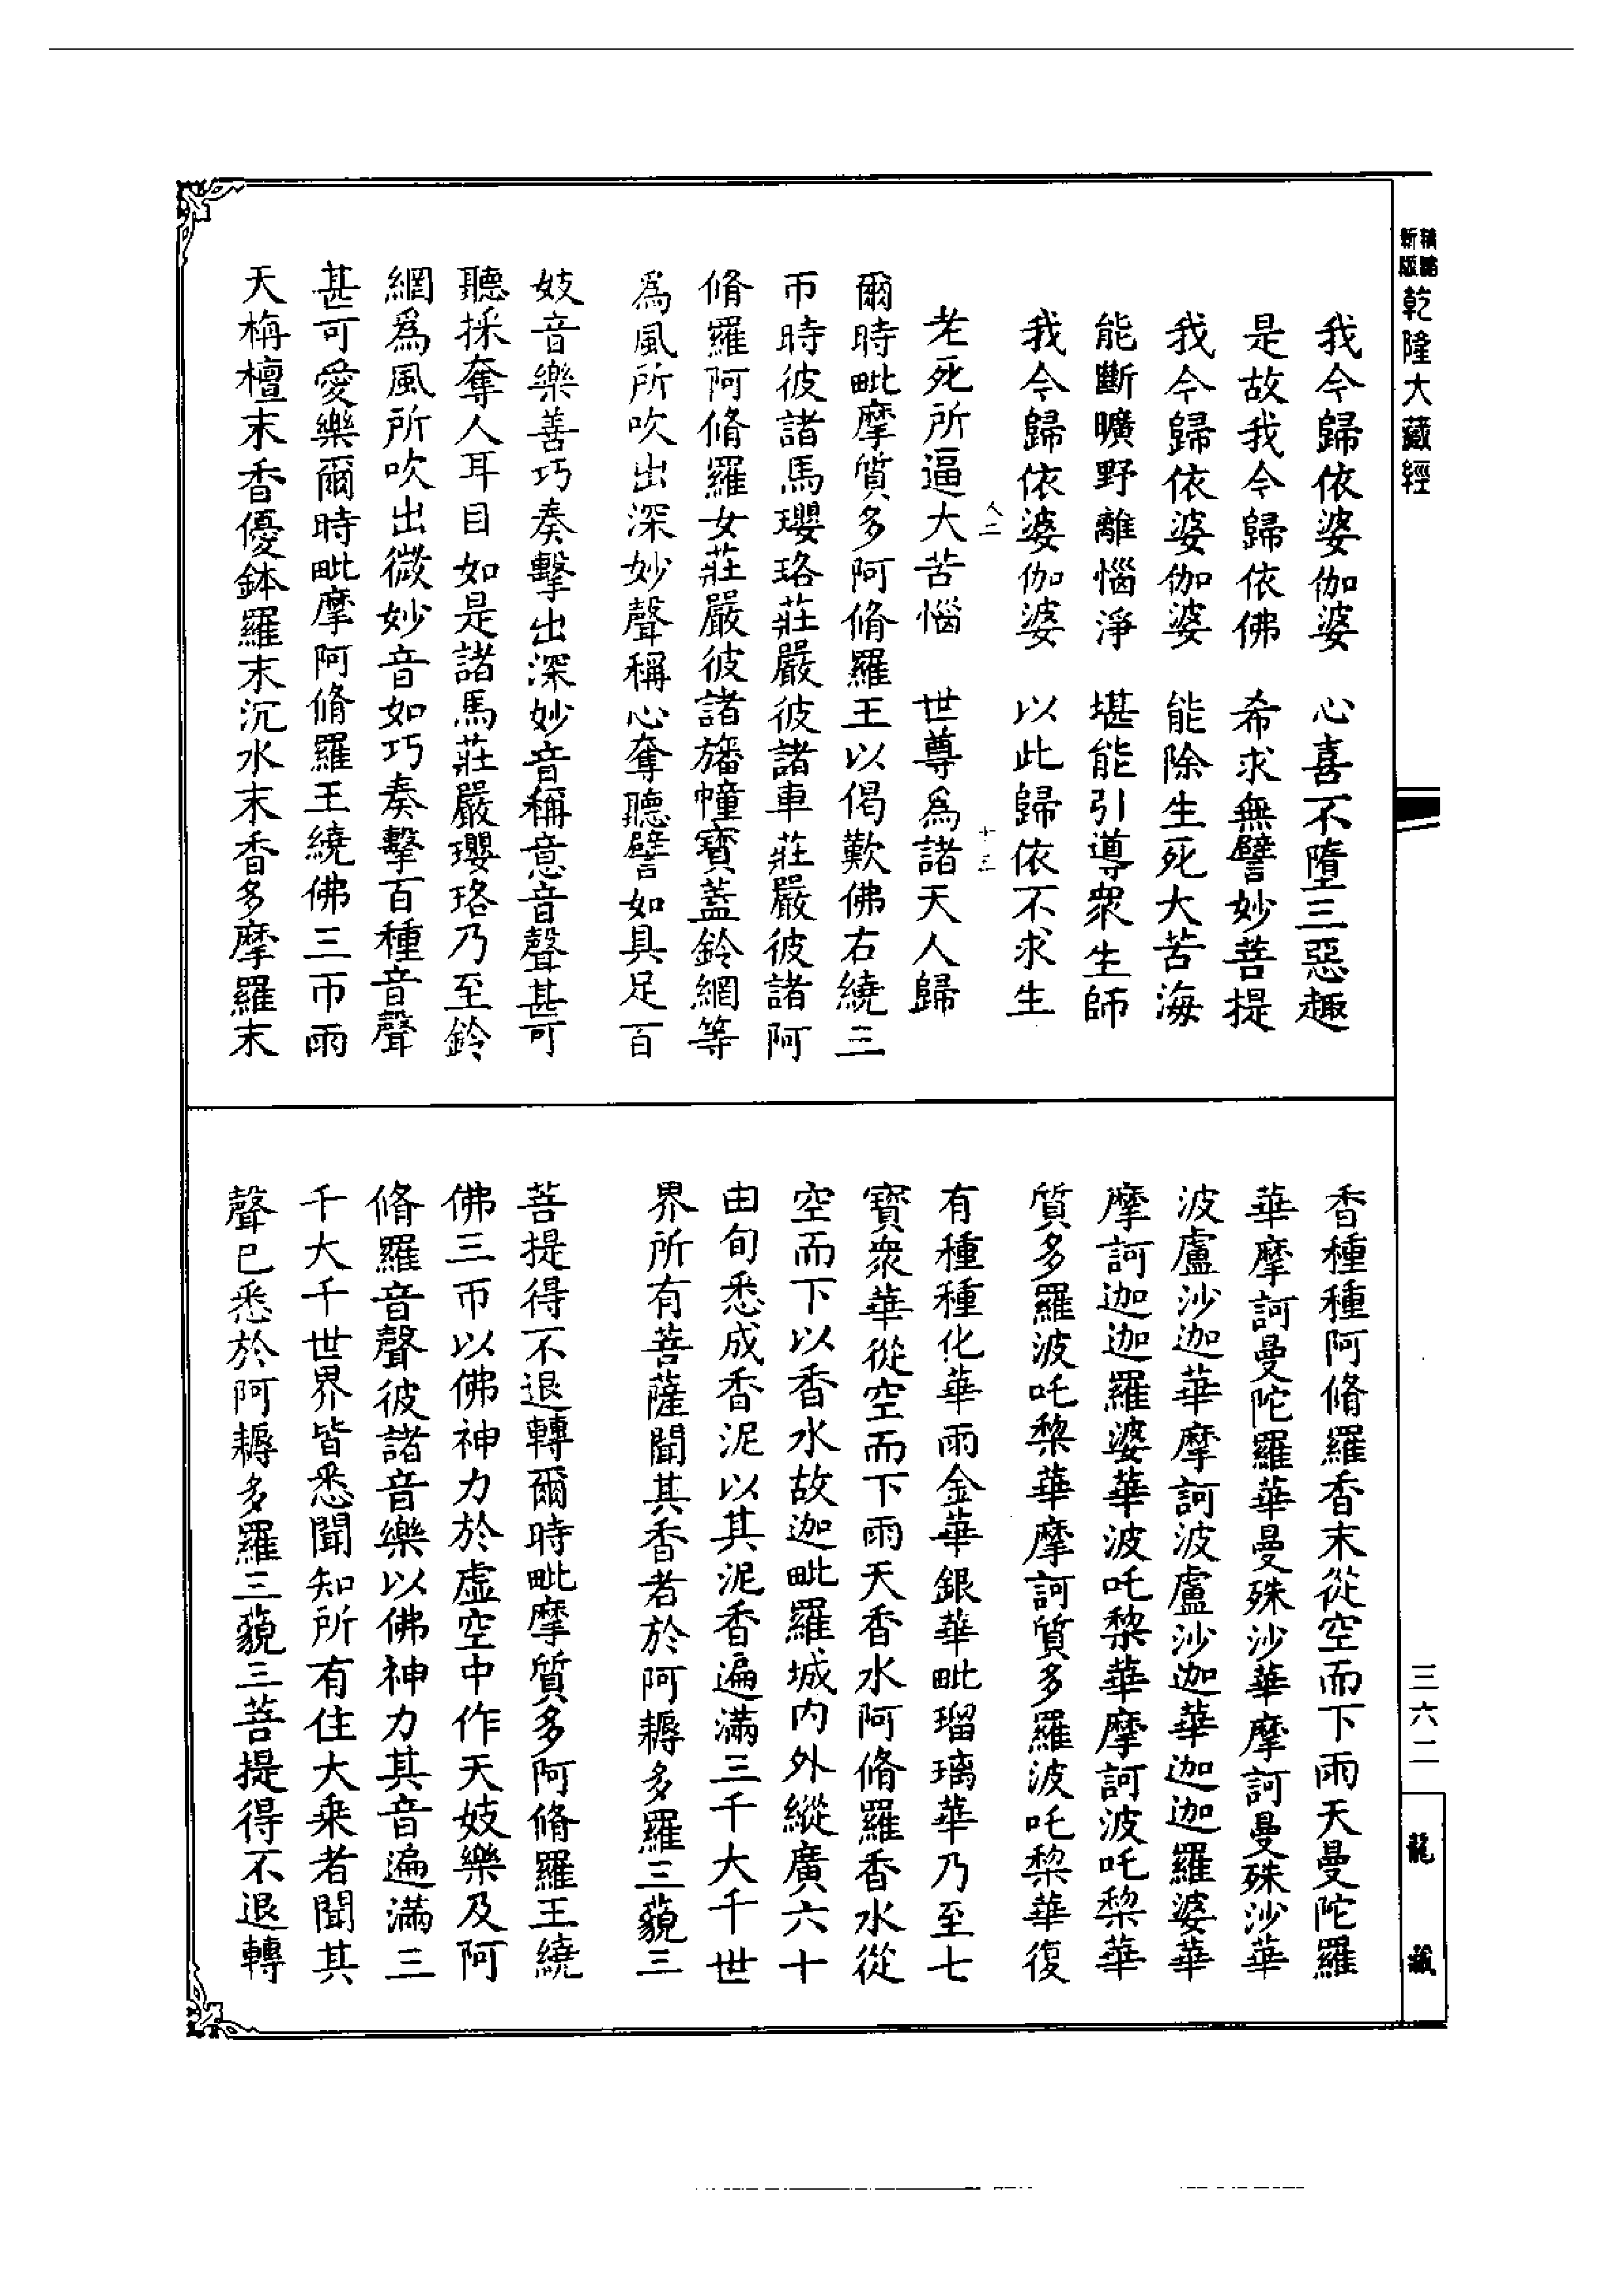 乾隆大藏經
我今歸依婆伽婆　心喜不墮三惡趣
是故我今歸依佛　希求無譬妙菩提
我今歸依婆伽婆　能除生死大苦海
能斷曠野離惱淨　堪能引導衆生師
我今歸依婆伽婆　以此歸依不求生
老死所逼大苦惱　世尊爲諸天人歸
爾時毗摩質多阿脩羅王以偈歎佛右繞三
帀時彼諸馬瓔珞莊嚴彼諸車莊嚴彼諸阿
脩羅阿脩羅女莊嚴彼諸旛幢寶蓋鈴網等
爲風所吹出深妙聲稱心奪聽譬如具足百
妓音樂善巧奏擊出深妙音稱意音聲甚可
聽採奪人耳目如是諸馬莊嚴瓔珞乃至鈴
網爲風所吹出微妙音如巧奏擊百種音聲
甚可愛樂爾時毗摩阿脩羅王繞佛三帀雨
天栴檀末香優鉢羅末沉水末香多摩羅末
香種種阿脩羅香末從空而下雨天曼陀羅
華摩訶曼陀羅華曼殊沙華摩訶曼殊沙華
波盧沙迦華摩訶波盧沙迦華迦迦羅婆華
摩訶迦迦羅婆華波吒棃華摩訶波吒棃華
質多羅波吒棃華摩訶質多羅波吒棃華復
有種種化華雨金華銀華毗瑠璃華乃至七
寶衆華從空而下雨天香水阿脩羅香水從
空而下以香水故迦毗羅城内外縱廣六十
由旬悉成香泥以其泥香遍滿三千大千世
界所有菩薩聞其香者於阿耨多羅三藐三
菩提得不退轉爾時毗摩質多阿脩羅王繞
佛三帀以佛神力於虛空中作天妓樂及阿
脩羅音聲彼諸音樂以佛神力其音遍滿三
千大千世界皆悉聞知所有住大乘者聞其
聲已悉於阿耨多羅三藐三菩提得不退轉
三六二
龍藏